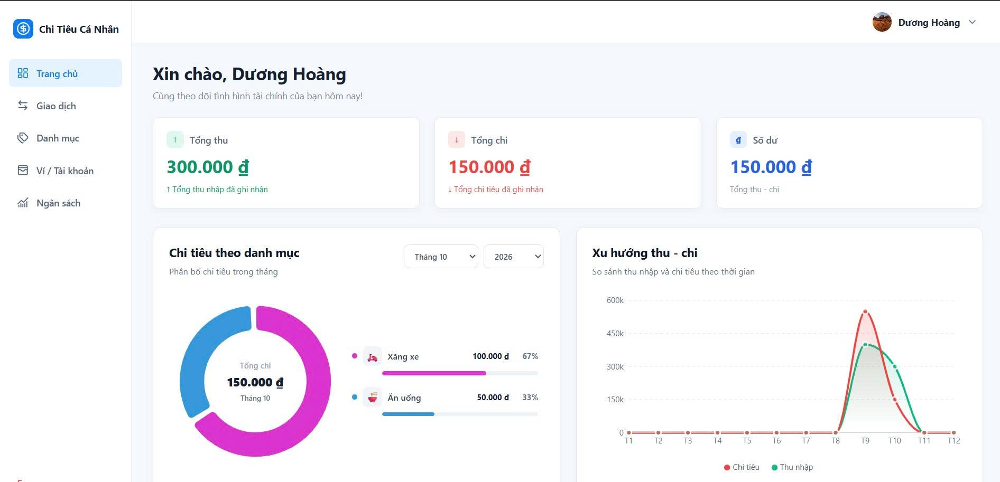 Chi Tiêu Cá Nhân
Dương Hoàng
Trang chủ
Giao dịch
Danh mục
Ví / Tài khoản
Ngân sách
Xin chào, Dương Hoàng
Cùng theo dõi tình hình tài chính của bạn hôm nay!
↑ Tổng thu
300.000 ₫
↑ Tổng thu nhập đã ghi nhận
↓ Tổng chi
150.000 ₫
↓ Tổng chi tiêu đã ghi nhận
₫ Số dư
150.000 ₫
Tổng thu - chi
Chi tiêu theo danh mục
Tháng 10
2026
Phân bổ chi tiêu trong tháng
Tổng chi
150.000 ₫
Tháng 10
Xăng xe 100.000 ₫ 67%
Ăn uống 50.000 ₫ 33%
Xu hướng thu - chi
So sánh thu nhập và chi tiêu theo thời gian
600k
450k
300k
150k
0
T1 T2 T3 T4 T5 T6 T7 T8 T9 T10 T11 T12
Chi tiêu Thu nhập